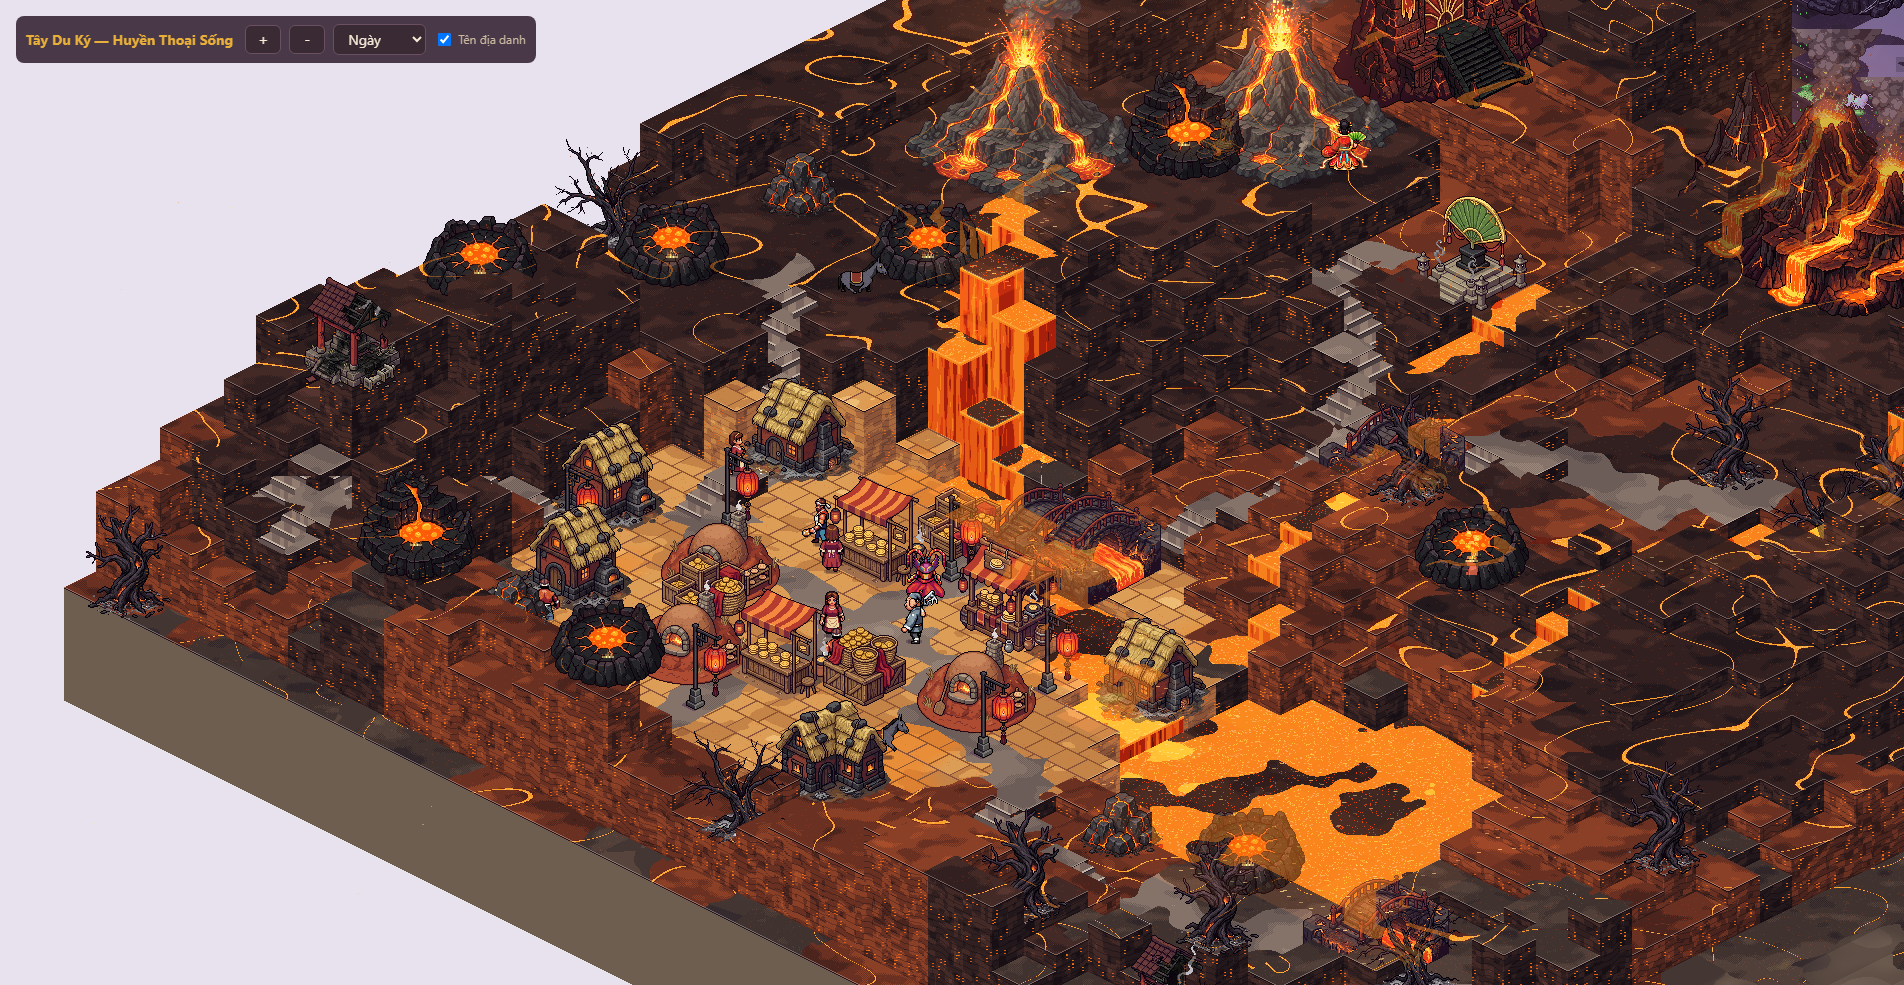 Tây Du Ký — Huyền Thoại Sống + - Ngày Tên địa danh